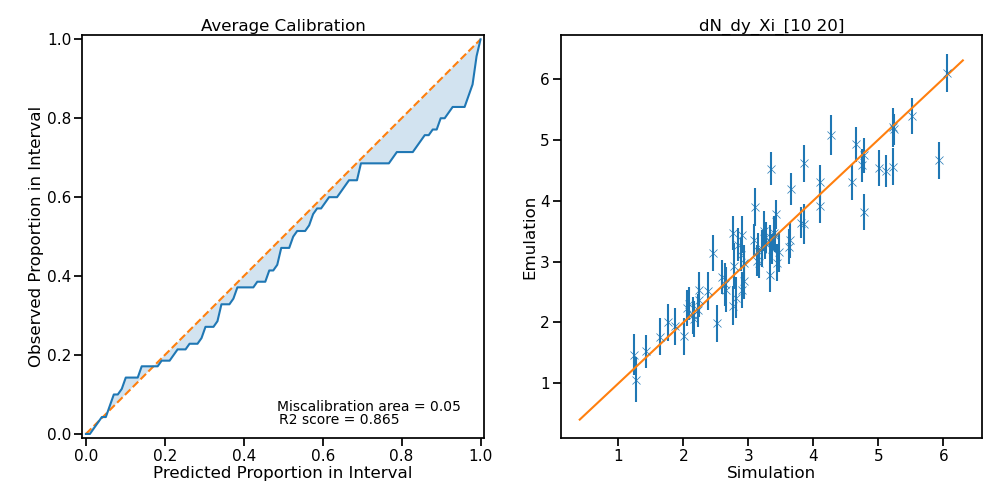 Average Calibration
1.0
0.8
0.6
0.4
0.2
0.0
Observed Proportion in Interval
Miscalibration area = 0.05
R2 score = 0.865
0.0 0.2 0.4 0.6 0.8 1.0
Predicted Proportion in Interval
dN_dy_Xi_[10 20]
6
5
4
3
2
1
Emulation
1 2 3 4 5 6
Simulation